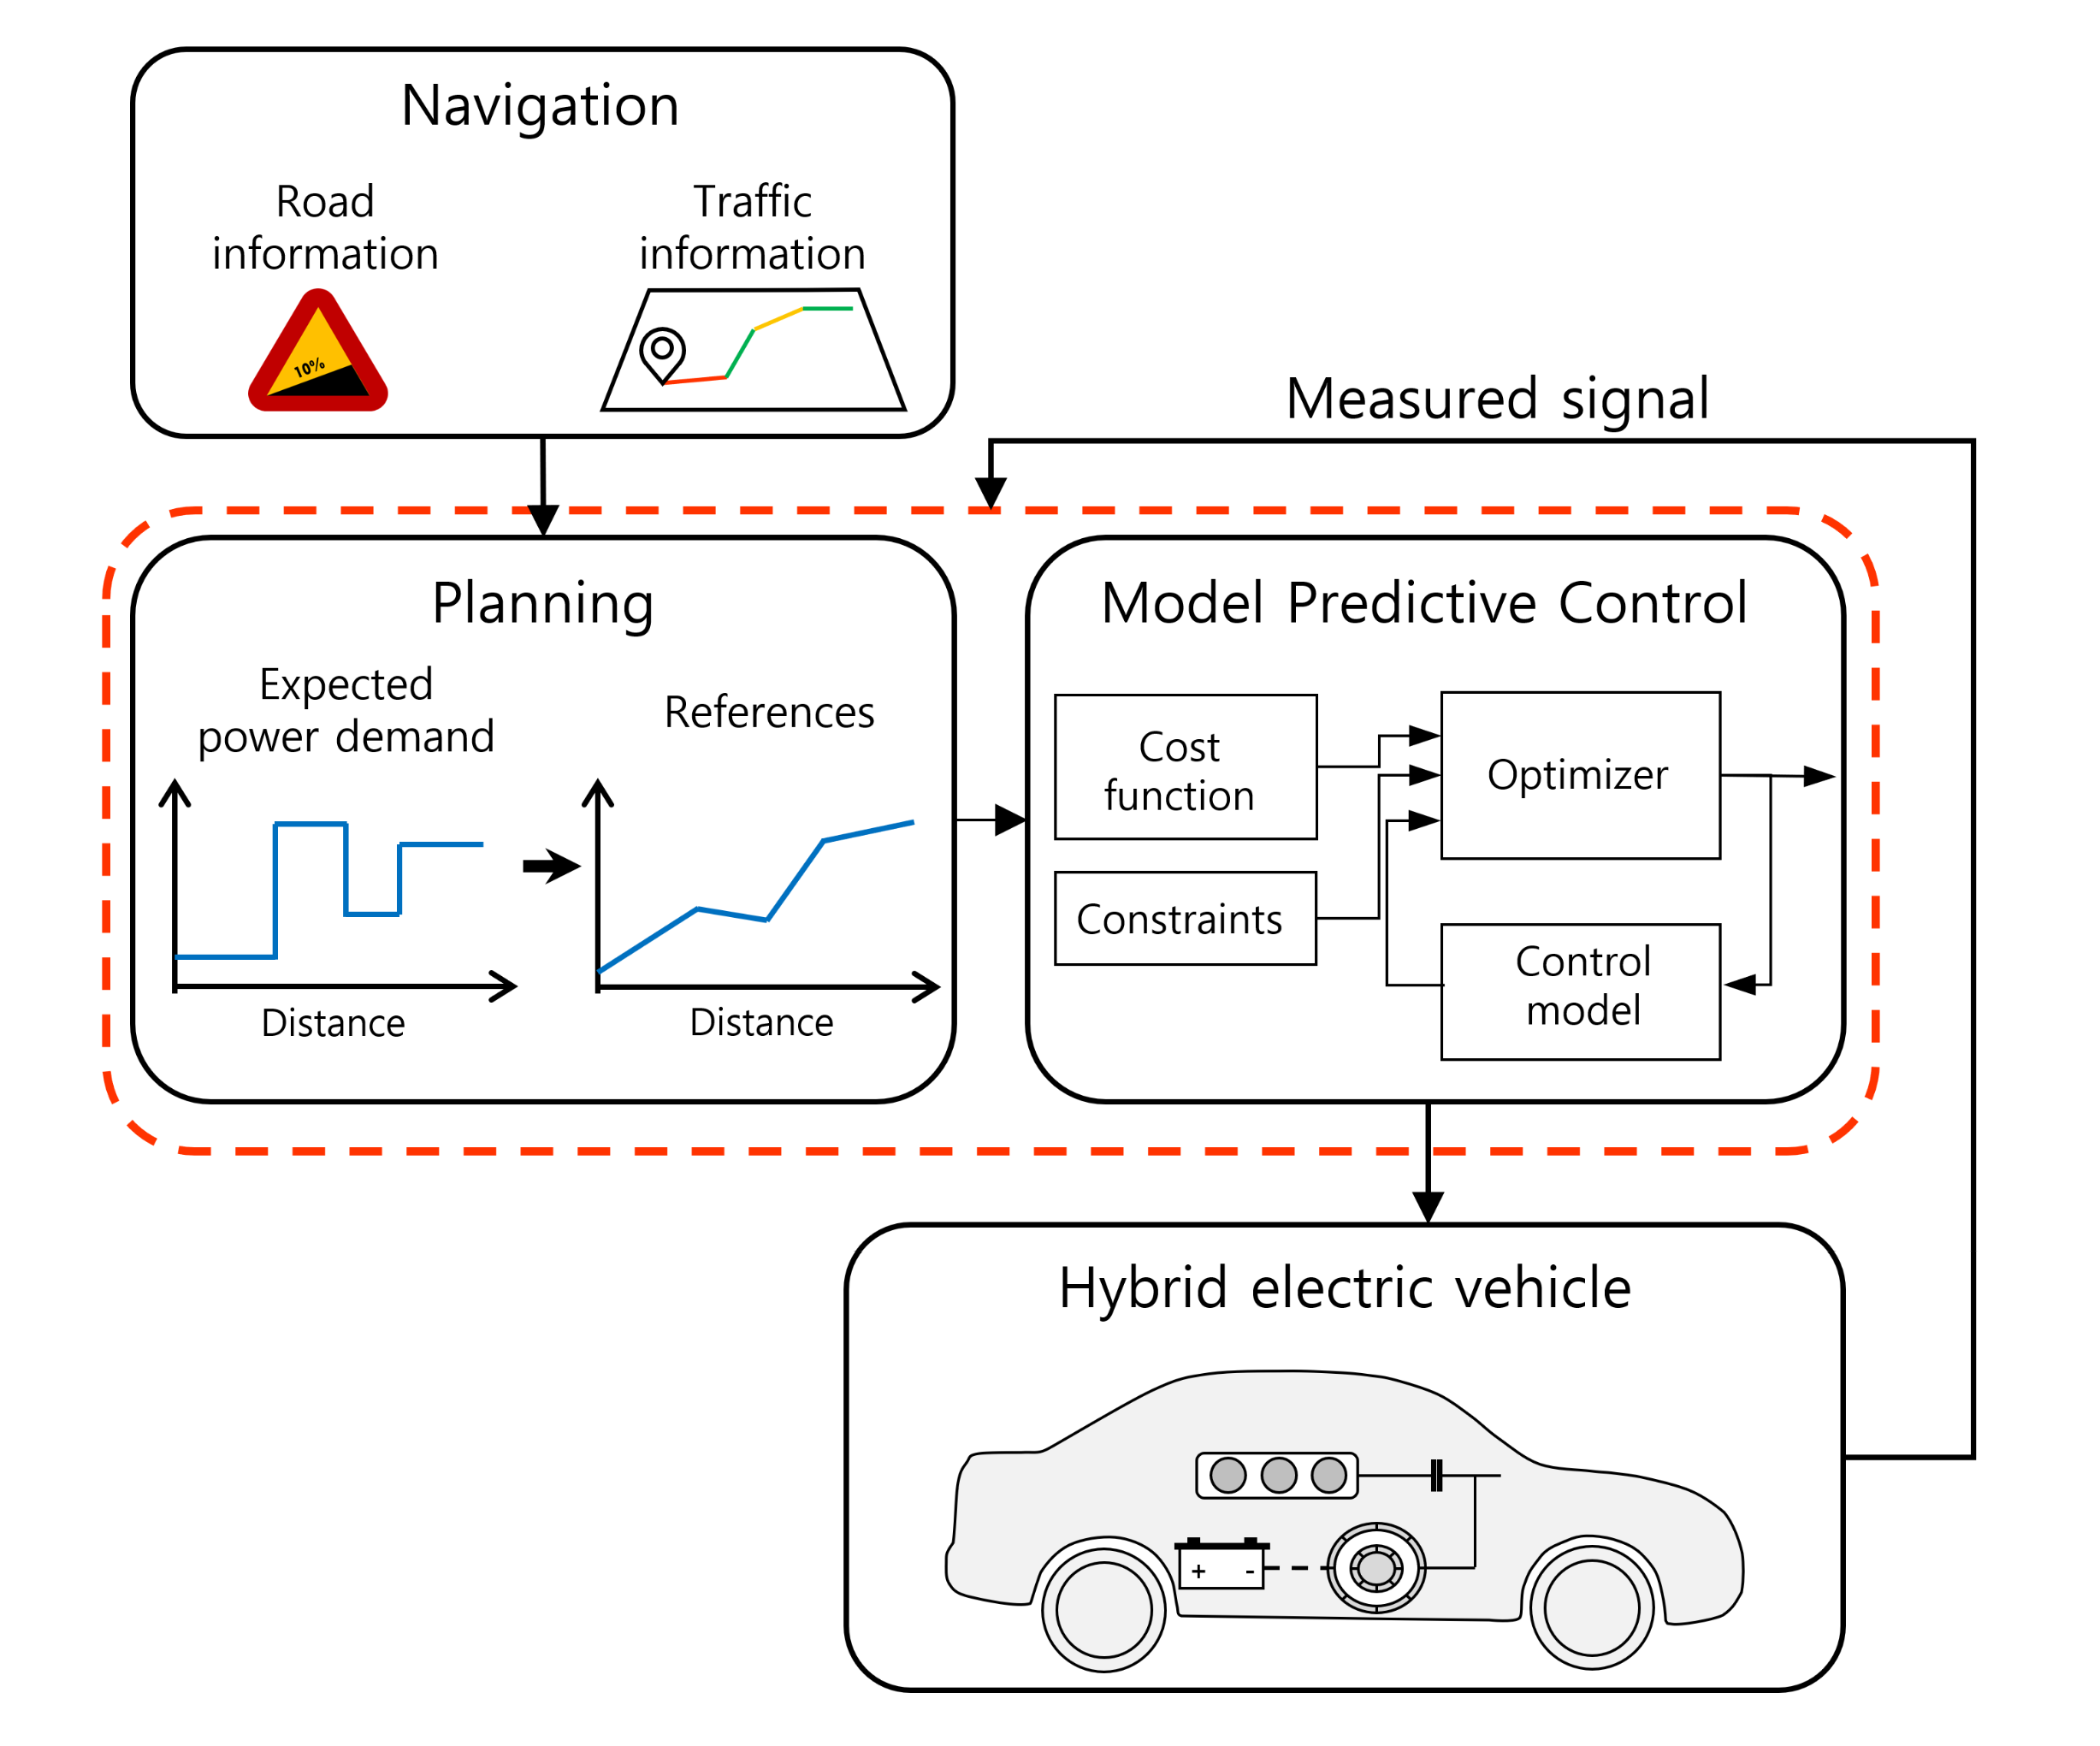 Navigation
Road
information
Traffic
information
10%
Measured signal
Planning
Expected
power demand
References
Distance
Distance
Model Predictive Control
Cost
function
Optimizer
Constraints
Control
model
Hybrid electric vehicle
+ -